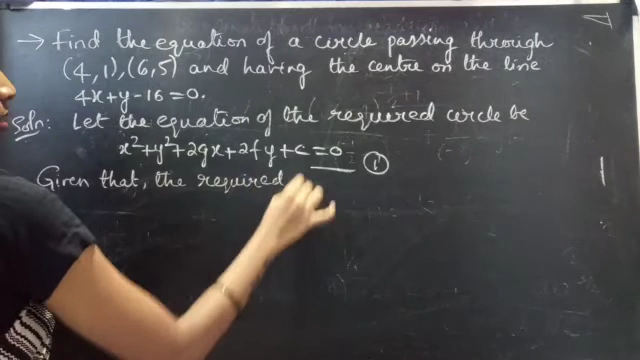 → Find the equation of a circle passing through
(4,1), (6,5) and having the centre on the line
4x+y-16=0.
Soln: Let the equation of the required circle be
x²+y²+2gx+2fy+c=0 ①
Given that, the required